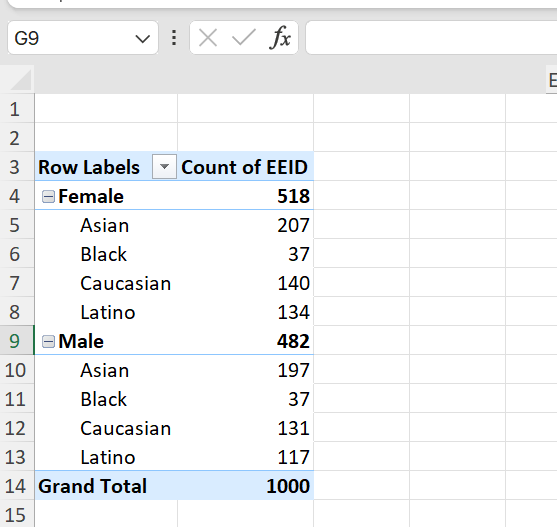 G9 fx
E
1
2
3 Row Labels Count of EEID
4 Female 518
5 Asian 207
6 Black 37
7 Caucasian 140
8 Latino 134
9 Male 482
10 Asian 197
11 Black 37
12 Caucasian 131
13 Latino 117
14 Grand Total 1000
15